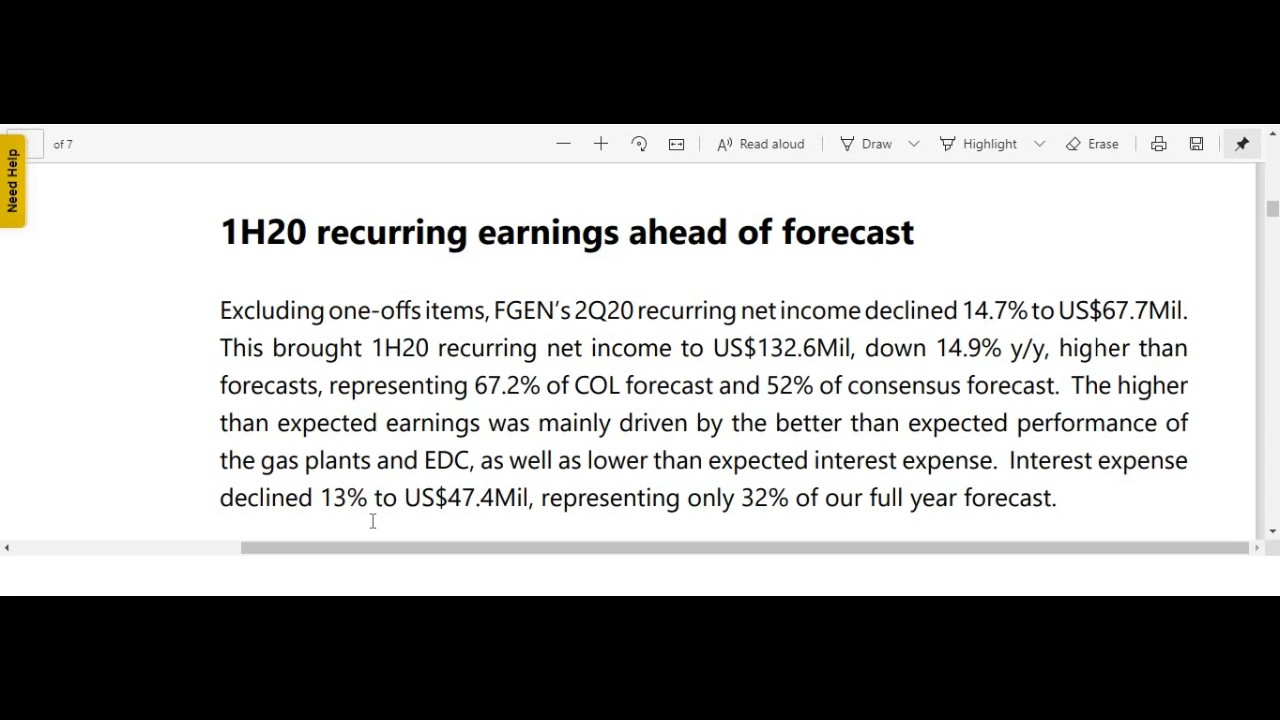 of 7
Read aloud
Draw
Highlight
Erase
Need Help
1H20 recurring earnings ahead of forecast
Excluding one-offs items, FGEN's 2Q20 recurring net income declined 14.7% to US$67.7Mil.
This brought 1H20 recurring net income to US$132.6Mil, down 14.9% y/y, higher than
forecasts, representing 67.2% of COL forecast and 52% of consensus forecast. The higher
than expected earnings was mainly driven by the better than expected performance of
the gas plants and EDC, as well as lower than expected interest expense. Interest expense
declined 13% to US$47.4Mil, representing only 32% of our full year forecast.